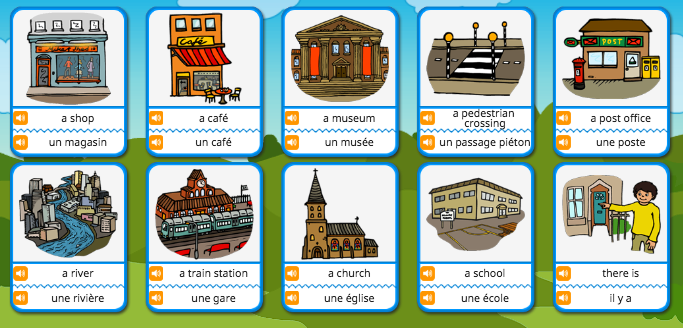 Café
POST
a shop
un magasin
a café
un café
a museum
un musée
a pedestrian
crossing
un passage piéton
a post office
une poste
a river
une rivière
a train station
une gare
a church
une église
a school
une école
there is
il y a